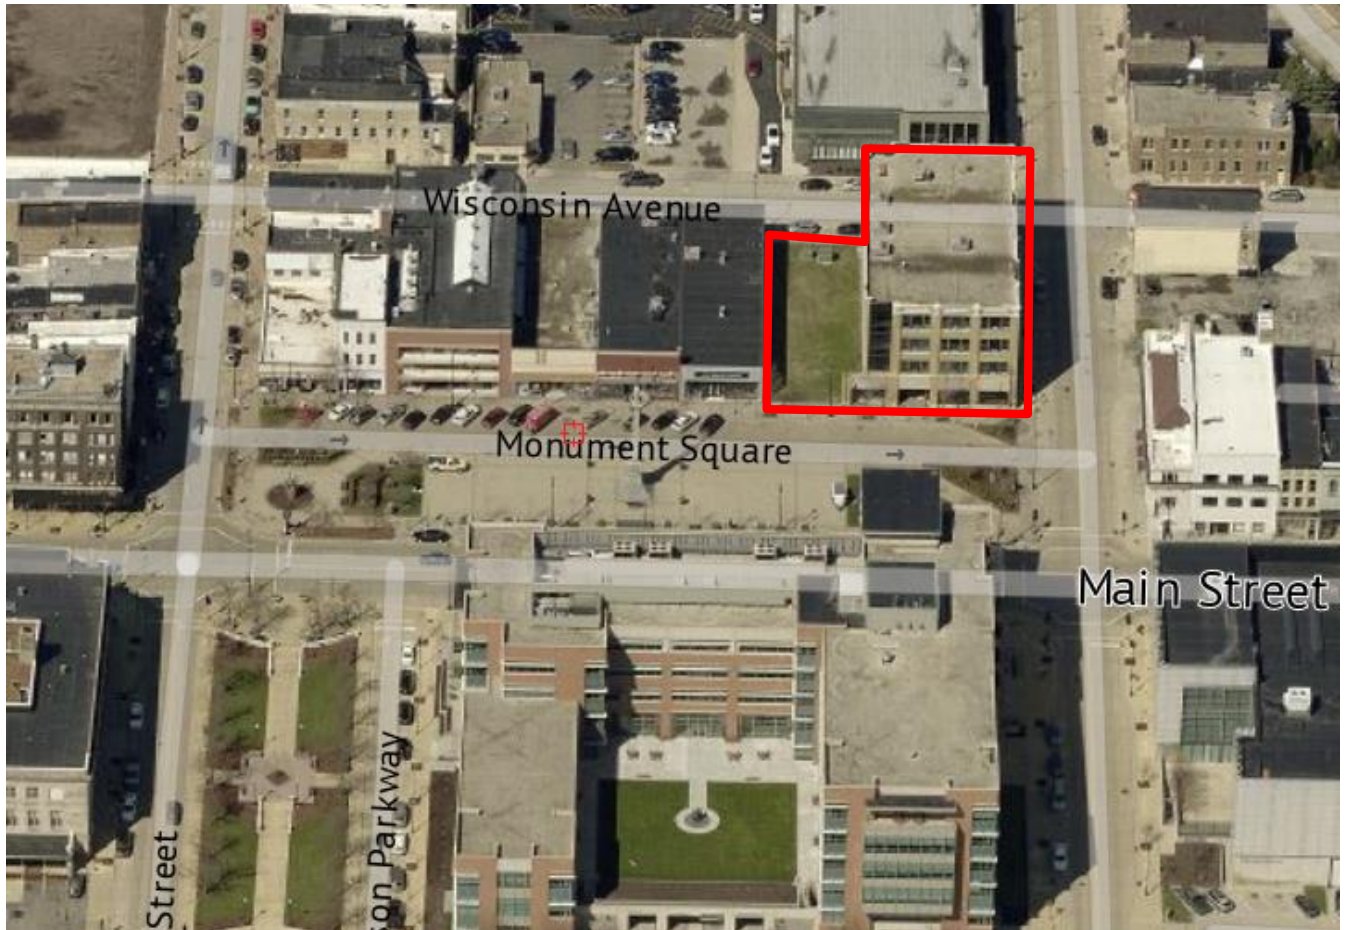 Wisconsin Avenue
Monument Square
Main Street
Street
son Parkway